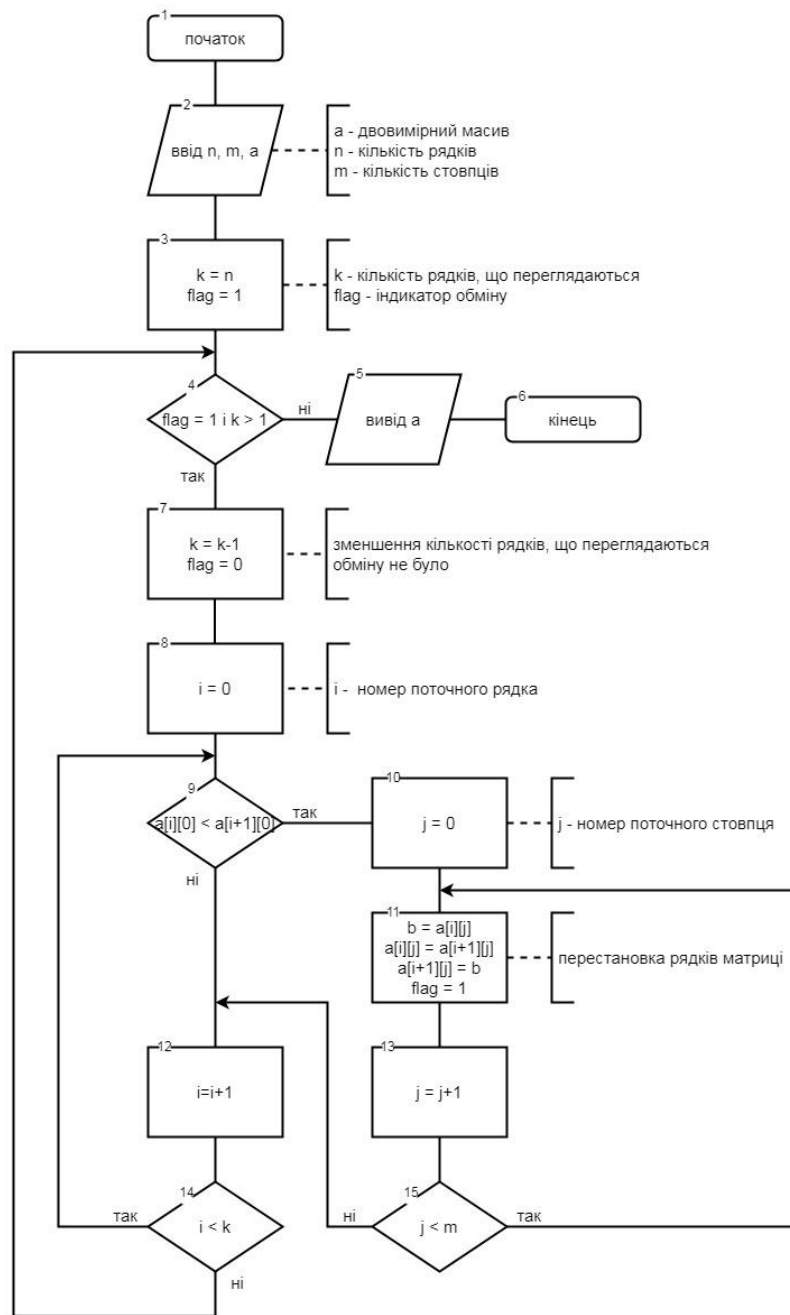 1
початок
2
ввід n, m, a
a - двовимірний масив
n - кількість рядків
m - кількість стовпців
3
k = n
flag = 1
k - кількість рядків, що переглядаються
flag - індикатор обміну
4
flag = 1 і k > 1
ні
5
вивід a
6
кінець
так
7
k = k-1
flag = 0
зменшення кількості рядків, що переглядаються
обміну не було
8
i = 0
i - номер поточного рядка
9
a[i][0] < a[i+1][0]
так
10
j = 0
j - номер поточного стовпця
ні
11
b = a[i][j]
a[i][j] = a[i+1][j]
a[i+1][j] = b
flag = 1
перестановка рядків матриці
12
i=i+1
13
j = j+1
14
i < k
так
ні
15
j < m
ні
так